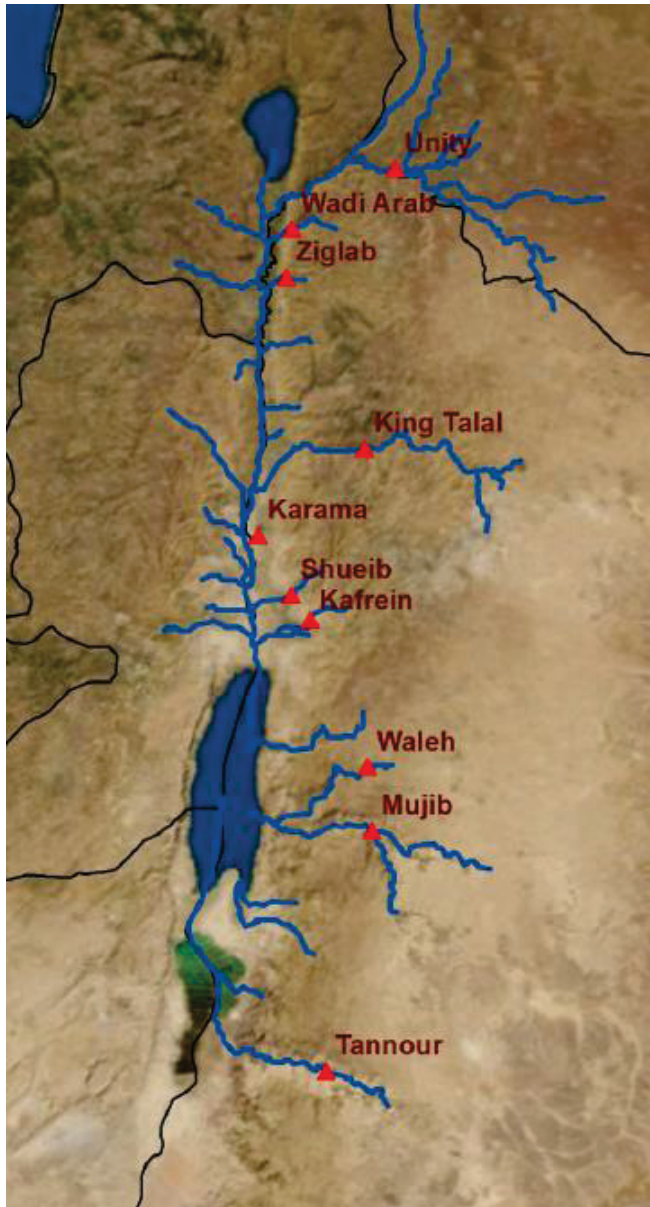 Unity
Wadi Arab
Ziglab
King Talal
Karama
Shueib
Kafrein
Waleh
Mujib
Tannour